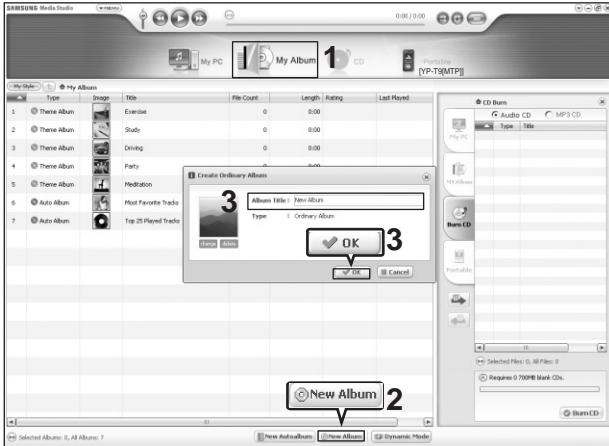 SAMSUNG Media Studio MENU
0:00 / 0:00
My PC My Album 1 CD Portable
[YP-T9[MTP]]
My Style My Album
Type Image Title File Count Length Rating Last Played
1 Theme Album Exercise 0 0:00
2 Theme Album Study 0 0:00
3 Theme Album Driving 0 0:00
4 Theme Album Party 0 0:00
5 Theme Album Meditation
6 Auto Album Most Favorite Tracks
7 Auto Album Top 25 Played Tracks
Create Ordinary Album
3 Album Title : New Album
Type : Ordinary Album
change delete
OK 3
OK Cancel
New Album 2
Selected Albums: 0, All Albums: 7
New Autoalbum New Album Dynamic Mode
CD Burn
Audio CD MP3 CD
Type Title
My PC
My Album
Burn CD
Portable
Selected Files: 0, All Files: 0
Requires 0 700MB blank CDs.
Burn CD